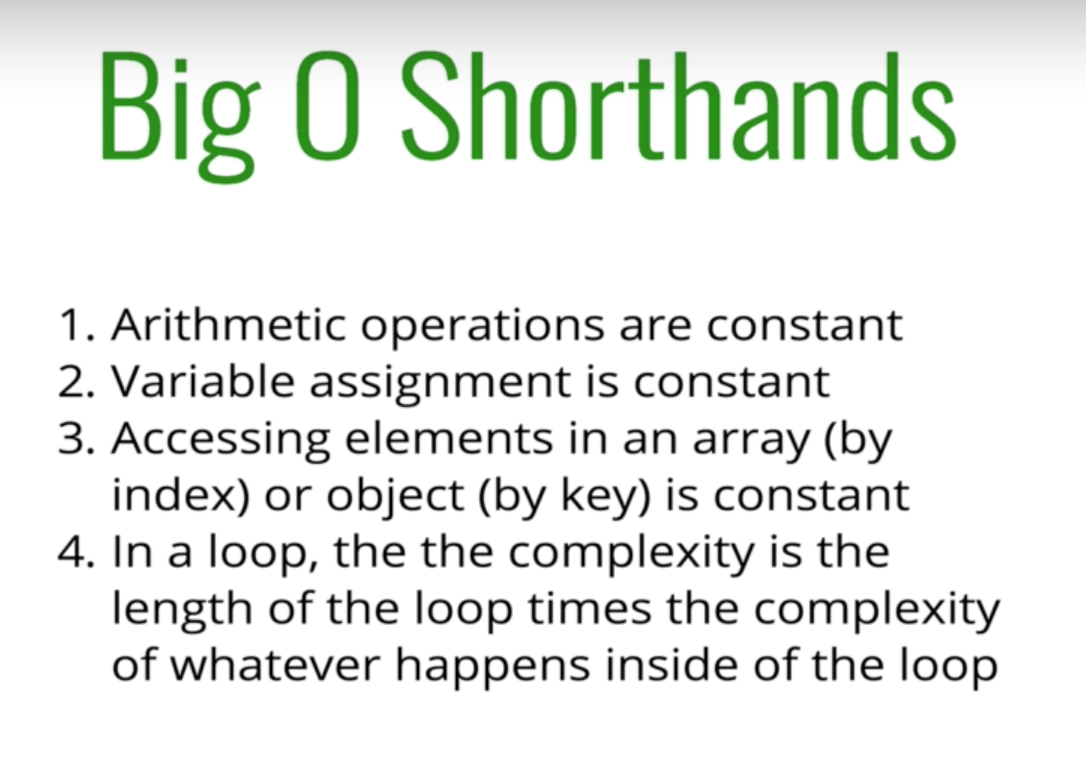 Big O Shorthands
1. Arithmetic operations are constant
2. Variable assignment is constant
3. Accessing elements in an array (by
index) or object (by key) is constant
4. In a loop, the the complexity is the
length of the loop times the complexity
of whatever happens inside of the loop